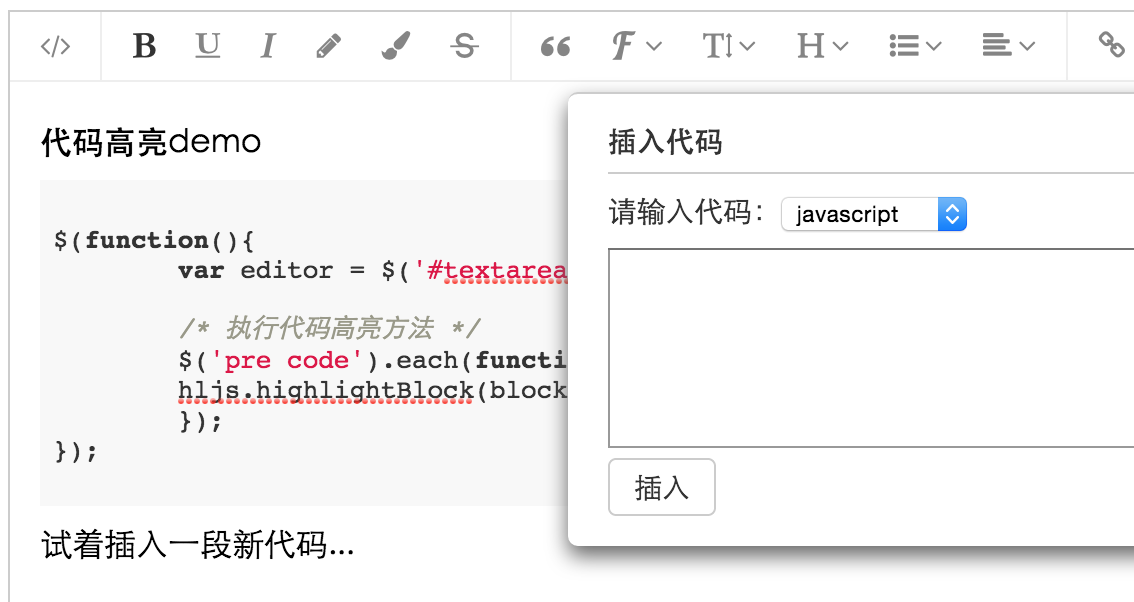 </> B U I S “ F T H
代码高亮demo
$(function(){
var editor = $('#textarea
/* 执行代码高亮方法 */
$('pre code').each(functi
hljs.highlightBlock(block
});
});
试着插入一段新代码...
插入代码
请输入代码： javascript
插入